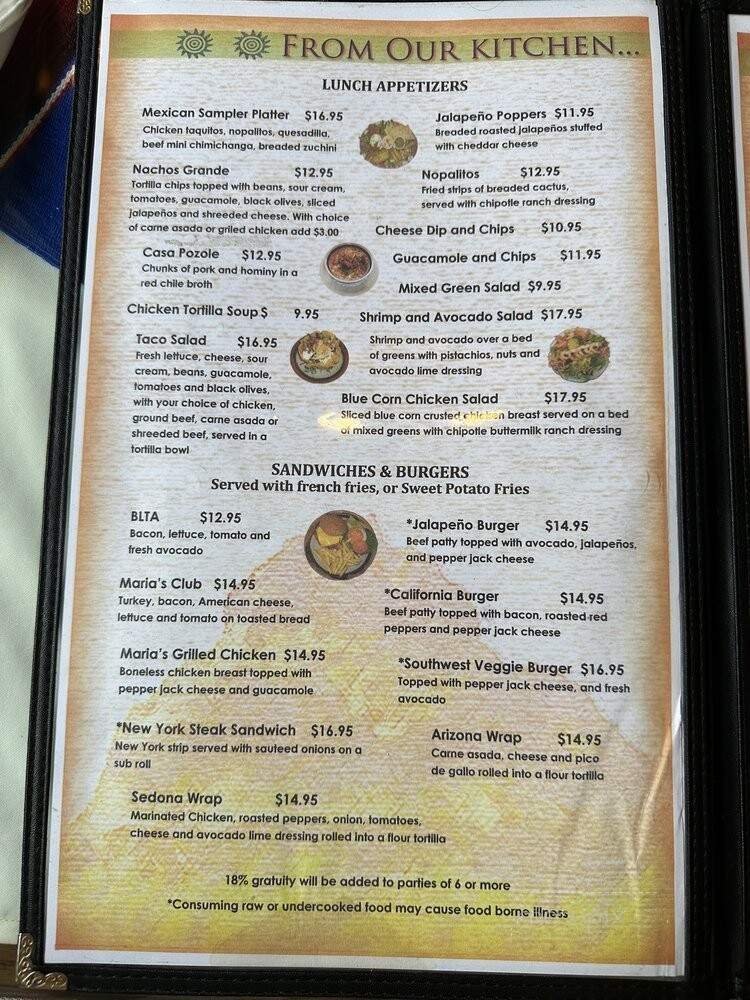 FROM OUR KITCHEN...
LUNCH APPETIZERS
Mexican Sampler Platter $16.95
Chicken taquitos, nopalitos, quesadilla,
beef mini chimichanga, breaded zuchini
Jalapeño Poppers $11.95
Breaded roasted jalapeños stuffed
with cheddar cheese
Nachos Grande $12.95
Tortilla chips topped with beans, sour cream,
tomatoes, guacamole, black olives, sliced
jalapeños and shreeded cheese. With choice
of carne asada or grilled chicken add $3.00
Nopalitos $12.95
Fried strips of breaded cactus,
served with chipotle ranch dressing
Cheese Dip and Chips $10.95
Casa Pozole $12.95
Chunks of pork and hominy in a
red chile broth
Guacamole and Chips $11.95
Mixed Green Salad $9.95
Chicken Tortilla Soup $ 9.95
Shrimp and Avocado Salad $17.95
Shrimp and avocado over a bed
of greens with pistachios, nuts and
avocado lime dressing
Taco Salad $16.95
Fresh lettuce, cheese, sour
cream, beans, guacamole,
tomatoes and black olives,
with your choice of chicken,
ground beef, carne asada or
shreeded beef, served in a
tortilla bowl
Blue Corn Chicken Salad $17.95
Sliced blue corn crusted chicken breast served on a bed
of mixed greens with chipotle buttermilk ranch dressing
SANDWICHES & BURGERS
Served with french fries, or Sweet Potato Fries
BLTA $12.95
Bacon, lettuce, tomato and
fresh avocado
*Jalapeño Burger $14.95
Beef patty topped with avocado, jalapeños,
and pepper jack cheese
Maria's Club $14.95
Turkey, bacon, American cheese,
lettuce and tomato on toasted bread
*California Burger $14.95
Beef patty topped with bacon, roasted red
peppers and pepper jack cheese
Maria's Grilled Chicken $14.95
Boneless chicken breast topped with
pepper jack cheese and guacamole
*Southwest Veggie Burger $16.95
Topped with pepper jack cheese, and fresh
avocado
*New York Steak Sandwich $16.95
New York strip served with sauteed onions on a
sub roll
Arizona Wrap $14.95
Carne asada, cheese and pico
de gallo rolled into a flour tortilla
Sedona Wrap $14.95
Marinated Chicken, roasted peppers, onion, tomatoes,
cheese and avocado lime dressing rolled into a flour tortilla
18% gratuity will be added to parties of 6 or more
*Consuming raw or undercooked food may cause food borne illness